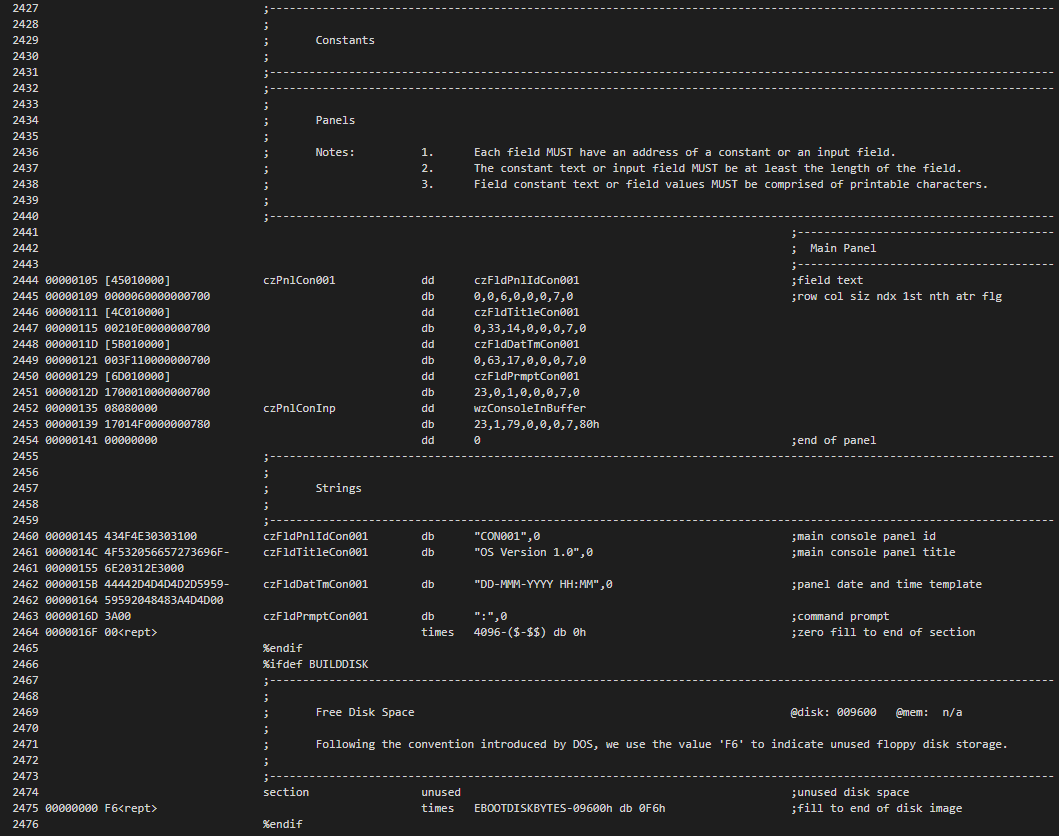 2427 ;-----------------------------------------------------------------------------------------------------------------------
2428 ;
2429 ; Constants
2430 ;
2431 ;-----------------------------------------------------------------------------------------------------------------------
2432 ;-----------------------------------------------------------------------------------------------------------------------
2433 ;
2434 ; Panels
2435 ;
2436 ; Notes: 1. Each field MUST have an address of a constant or an input field.
2437 ; 2. The constant text or input field MUST be at least the length of the field.
2438 ; 3. Field constant text or field values MUST be comprised of printable characters.
2439 ;
2440 ;-----------------------------------------------------------------------------------------------------------------------
2441 ;---------------------------------------
2442 ; Main Panel
2443 ;---------------------------------------
2444 00000105 [45010000] czPnlCon001 dd czFldPnlIdCon001 ;field text
2445 00000109 0000060000000700 db 0,0,6,0,0,0,7,0 ;row col siz ndx 1st nth atr flg
2446 00000111 [4C010000] dd czFldTitleCon001
2447 00000115 00210E0000000700 db 0,33,14,0,0,0,7,0
2448 0000011D [5B010000] dd czFldDatTmCon001
2449 00000121 003F110000000700 db 0,63,17,0,0,0,7,0
2450 00000129 [6D010000] dd czFldPrmptCon001
2451 0000012D 1700010000000700 db 23,0,1,0,0,0,7,0
2452 00000135 08080000 czPnlConInp dd wzConsoleInBuffer
2453 00000139 17014F0000000780 db 23,1,79,0,0,0,7,80h
2454 00000141 00000000 dd 0 ;end of panel
2455 ;-----------------------------------------------------------------------------------------------------------------------
2456 ;
2457 ; Strings
2458 ;
2459 ;-----------------------------------------------------------------------------------------------------------------------
2460 00000145 434F4E30303100 czFldPnlIdCon001 db "CON001",0 ;main console panel id
2461 0000014C 4F532056657273696F- czFldTitleCon001 db "OS Version 1.0",0 ;main console panel title
2461 00000155 6E20312E3000
2462 0000015B 44442D4D4D4D2D5959- czFldDatTmCon001 db "DD-MMM-YYYY HH:MM",0 ;panel date and time template
2462 00000164 59592048483A4D4D00
2463 0000016D 3A00 czFldPrmptCon001 db ":",0 ;command prompt
2464 0000016F 00<rept> times 4096-($-$$) db 0h ;zero fill to end of section
2465 %endif
2466 %ifdef BUILDDISK
2467 ;-----------------------------------------------------------------------------------------------------------------------
2468 ;
2469 ; Free Disk Space @disk: 009600 @mem: n/a
2470 ;
2471 ; Following the convention introduced by DOS, we use the value 'F6' to indicate unused floppy disk storage.
2472 ;
2473 ;-----------------------------------------------------------------------------------------------------------------------
2474 section unused ;unused disk space
2475 00000000 F6<rept> times EBOOTDISKBYTES-09600h db 0F6h ;fill to end of disk image
2476 %endif